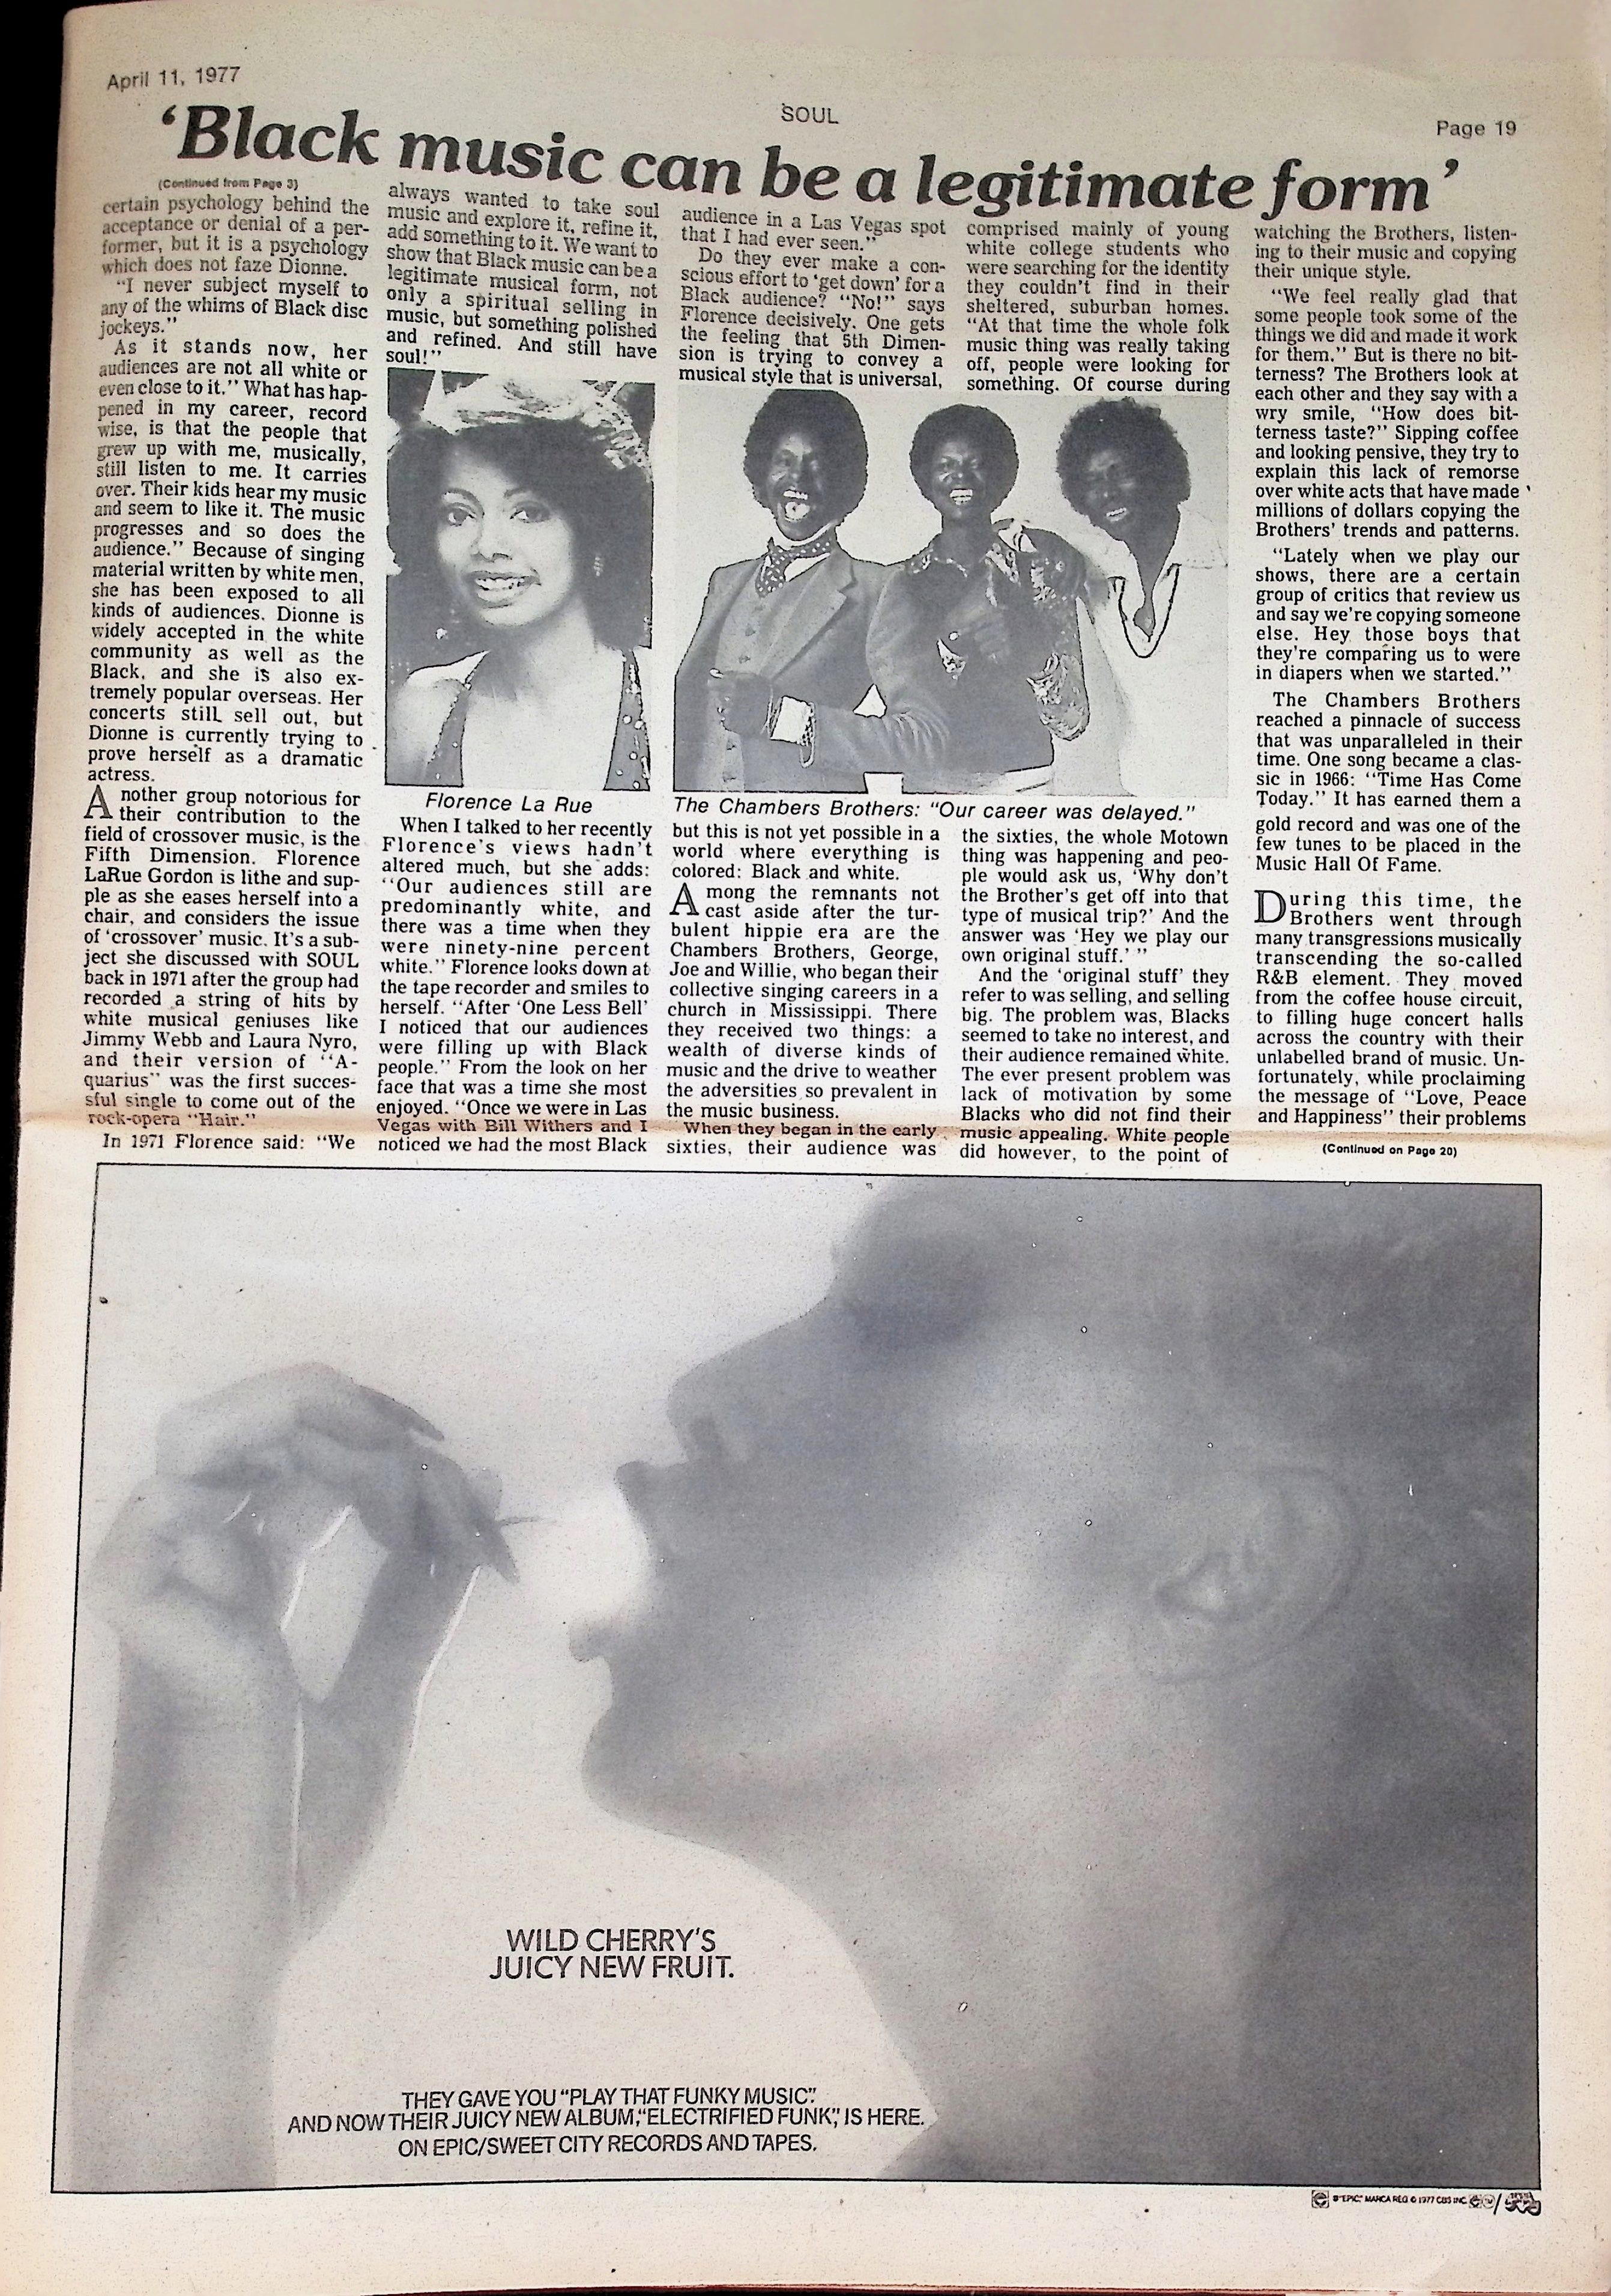 April 11, 1977
SOUL
Page 19
‘Black music can be a legitimate form’
(Continued from Page 3)
certain psychology behind the
acceptance or denial of a per-
former, but it is a psychology
which does not faze Dionne.
“I never subject myself to
any of the whims of Black disc
jockeys.”
As it stands now, her
audiences are not all white or
even close to it.” What has hap-
pened in my career, record
wise, is that the people that
grew up with me, musically,
still listen to me. It carries
over. Their kids hear my music
and seem to like it. The music
progresses and so does the
audience.” Because of singing
material written by white men,
she has been exposed to all
kinds of audiences. Dionne is
widely accepted in the white
community as well as the
Black, and she is also ex-
tremely popular overseas. Her
concerts still sell out, but
Dionne is currently trying to
prove herself as a dramatic
actress.
Another group notorious for
their contribution to the
field of crossover music, is the
Fifth Dimension. Florence
LaRue Gordon is lithe and sup-
ple as she eases herself into a
chair, and considers the issue
of ‘crossover’ music. It’s a sub-
ject she discussed with SOUL
back in 1971 after the group had
recorded a string of hits by
white musical geniuses like
Jimmy Webb and Laura Nyro,
and their version of “A-
quarius” was the first succes-
sful single to come out of the
rock-opera “Hair.”
In 1971 Florence said: “We
always wanted to take soul
music and explore it, refine it,
add something to it. We want to
show that Black music can be a
legitimate musical form, not
only a spiritual selling in
music, but something polished
and refined. And still have
soul!”
Florence La Rue
When I talked to her recently
Florence’s views hadn’t
altered much, but she adds:
“Our audiences still are
predominantly white, and
there was a time when they
were ninety-nine percent
white.” Florence looks down at
the tape recorder and smiles to
herself. “After ‘One Less Bell’
I noticed that our audiences
were filling up with Black
people.” From the look on her
face that was a time she most
enjoyed. “Once we were in Las
Vegas with Bill Withers and I
noticed we had the most Black
audience in a Las Vegas spot
that I had ever seen.”
Do they ever make a con-
scious effort to ‘get down’ for a
Black audience? “No!” says
Florence decisively. One gets
the feeling that 5th Dimen-
sion is trying to convey a
musical style that is universal,
The Chambers Brothers: “Our career was delayed.”
but this is not yet possible in a
world where everything is
colored: Black and white.
Among the remnants not
cast aside after the tur-
bulent hippie era are the
Chambers Brothers, George,
Joe and Willie, who began their
collective singing careers in a
church in Mississippi. There
they received two things: a
wealth of diverse kinds of
music and the drive to weather
the adversities so prevalent in
the music business.
When they began in the early
sixties, their audience was
comprised mainly of young
white college students who
were searching for the identity
they couldn’t find in their
sheltered, suburban homes.
“At that time the whole folk
music thing was really taking
off, people were looking for
something. Of course during
the sixties, the whole Motown
thing was happening and peo-
ple would ask us, ‘Why don’t
the Brother’s get off into that
type of musical trip?’ And the
answer was ‘Hey we play our
own original stuff.’ ”
And the ‘original stuff’ they
refer to was selling, and selling
big. The problem was, Blacks
seemed to take no interest, and
their audience remained white.
The ever present problem was
lack of motivation by some
Blacks who did not find their
music appealing. White people
did however, to the point of
watching the Brothers, listen-
ing to their music and copying
their unique style.
“We feel really glad that
some people took some of the
things we did and made it work
for them.” But is there no bit-
terness? The Brothers look at
each other and they say with a
wry smile, “How does bit-
terness taste?” Sipping coffee
and looking pensive, they try to
explain this lack of remorse
over white acts that have made
millions of dollars copying the
Brothers’ trends and patterns.
“Lately when we play our
shows, there are a certain
group of critics that review us
and say we’re copying someone
else. Hey those boys that
they’re comparing us to were
in diapers when we started.”
The Chambers Brothers
reached a pinnacle of success
that was unparalleled in their
time. One song became a clas-
sic in 1966: “Time Has Come
Today.” It has earned them a
gold record and was one of the
few tunes to be placed in the
Music Hall Of Fame.
During this time, the
Brothers went through
many transgressions musically
transcending the so-called
R&B element. They moved
from the coffee house circuit,
to filling huge concert halls
across the country with their
unlabelled brand of music. Un-
fortunately, while proclaiming
the message of “Love, Peace
and Happiness” their problems
(Continued on Page 20)
WILD CHERRY’S
JUICY NEW FRUIT.
THEY GAVE YOU “PLAY THAT FUNKY MUSIC”.
AND NOW THEIR JUICY NEW ALBUM, “ELECTRIFIED FUNK,” IS HERE.
ON EPIC/SWEET CITY RECORDS AND TAPES.
® “EPIC,” MARCA REG. © 1977 CBS INC.